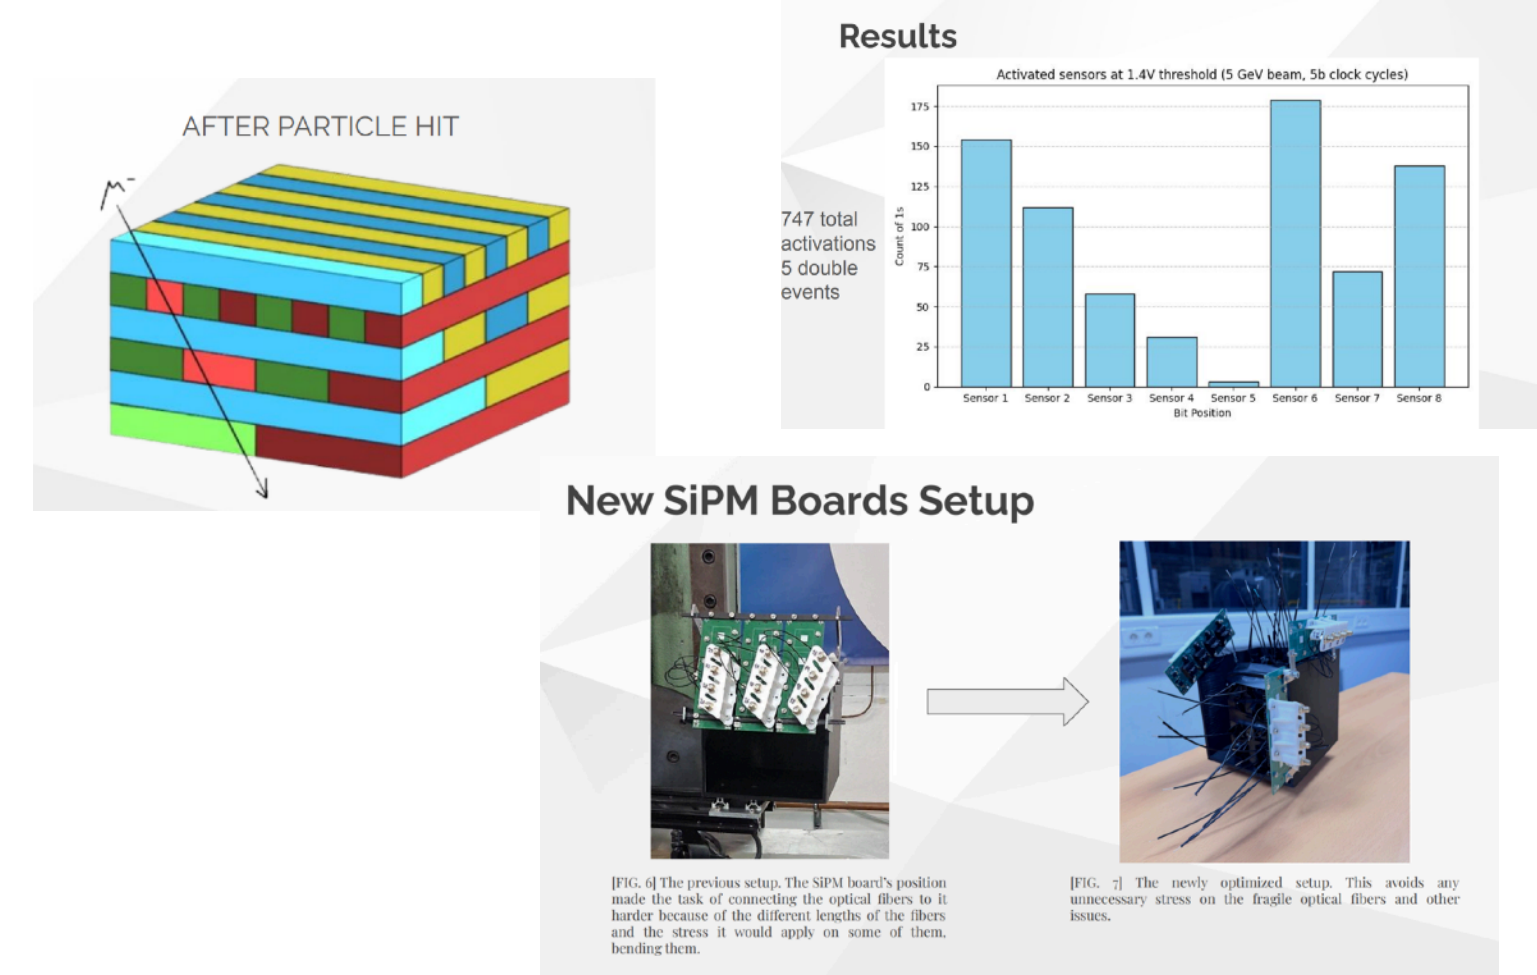 AFTER PARTICLE HIT
μ⁻
Results
747 total
activations
5 double
events
Activated sensors at 1.4V threshold (5 GeV beam, 5b clock cycles)
Count of 1s
175
150
125
100
75
50
25
0
Sensor 1 Sensor 2 Sensor 3 Sensor 4 Sensor 5 Sensor 6 Sensor 7 Sensor 8
Bit Position
New SiPM Boards Setup
[FIG. 6] The previous setup. The SiPM board's position
made the task of connecting the optical fibers to it
harder because of the different lengths of the fibers
and the stress it would apply on some of them,
bending them.
[FIG. 7] The newly optimized setup. This avoids any
unnecessary stress on the fragile optical fibers and other
issues.